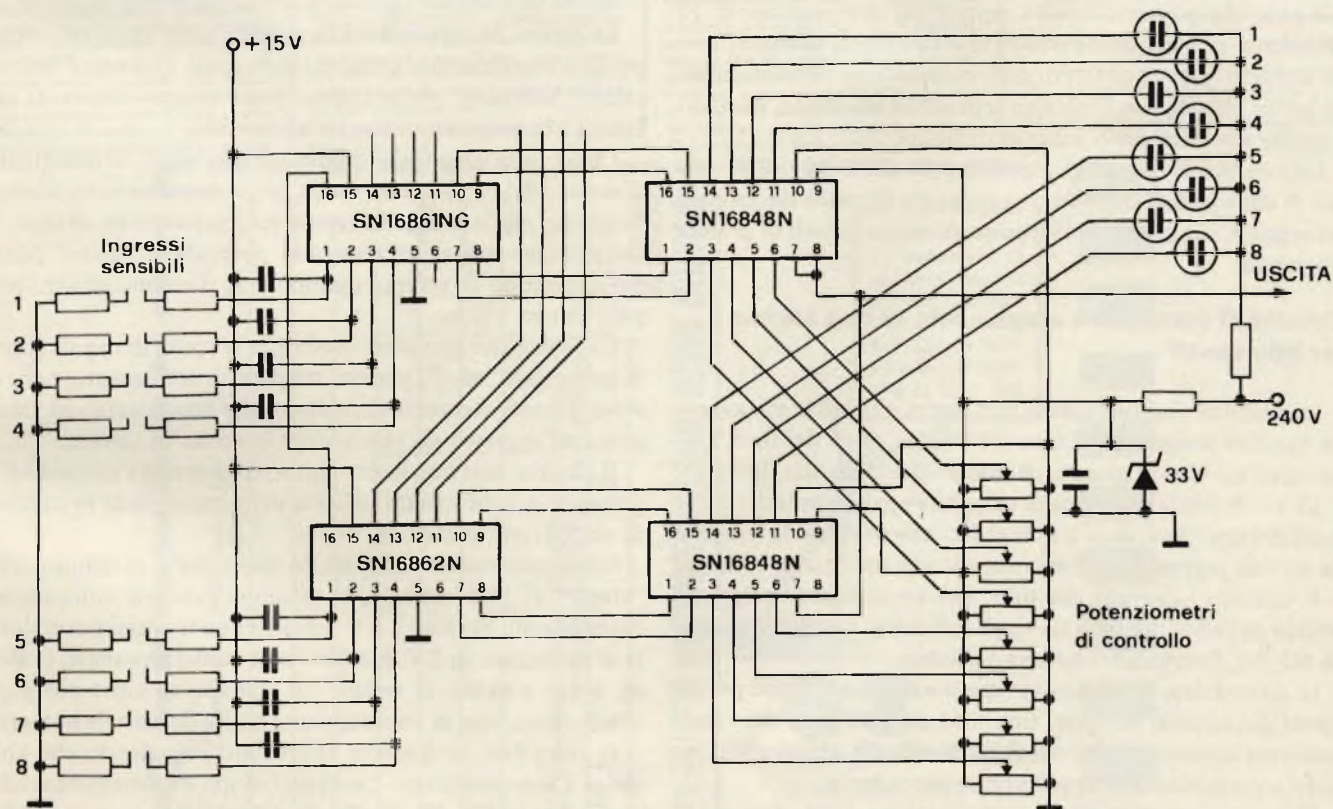 + 15 V
1
2
3
4
5
6
7
8
16 15 14 13 12 11 10 9
SN16861NG
1 2 3 4 5 6 7 8
16 15 14 13 12 11 10 9
SN16848N
1 2 3 4 5 6 7 8
Ingressi
sensibili
1
2
3
4
USCITA
240 V
33 V
16 15 14 13 12 11 10 9
SN16862N
1 2 3 4 5 6 7 8
16 15 14 13 12 11 10 9
SN16848N
1 2 3 4 5 6 7 8
Potenziometri
di controllo
5
6
7
8